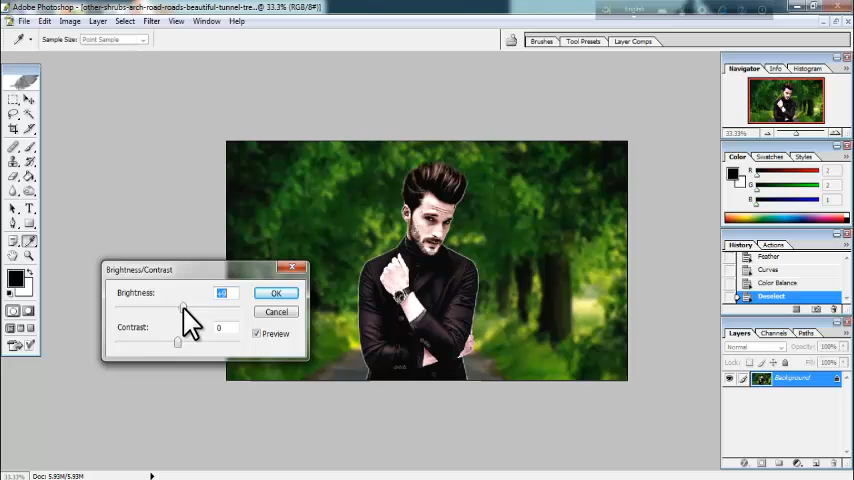 Adobe Photoshop - [other-shrubs-arch-road-roads-beautiful-tunnel-tre...@ 33.3% (RGB/8#)]
English
File Edit Image Layer Select Filter View Window Help
Sample Size: Point Sample
Brushes Tool Presets Layer Comps
Navigator Info Histogram
33.33%
Color Swatches Styles
R 2
G 2
B 1
History Actions
Feather
Curves
Color Balance
Deselect
Brightness/Contrast
Brightness:
OK
Cancel
Contrast: 0
Preview
Layers Channels Paths
Normal Opacity: 100%
Lock: Fill: 100%
Background
33.33% Doc: 5.93M/5.93M